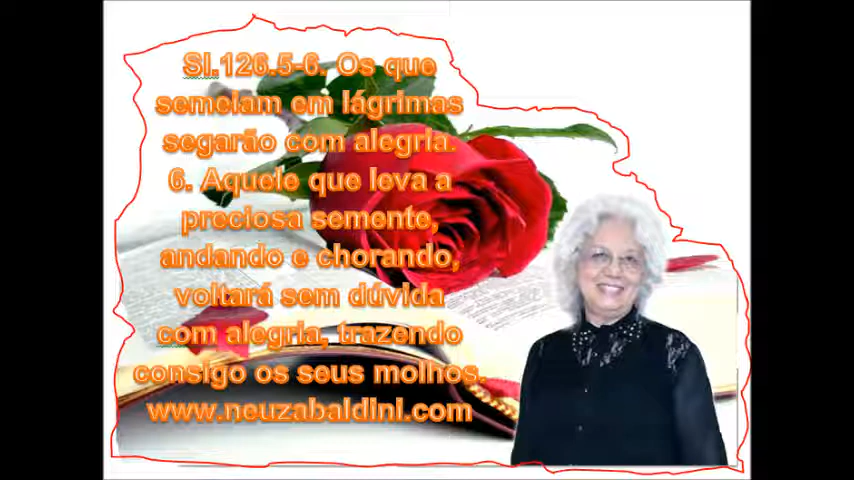 Sl.126.5-6. Os que
semeiam em lágrimas
segarão com alegria.
6. Aquele que leva a
preciosa semente,
andando e chorando,
voltará sem dúvida
com alegria, trazendo
consigo os seus molhos.
www.neuzabaldini.com